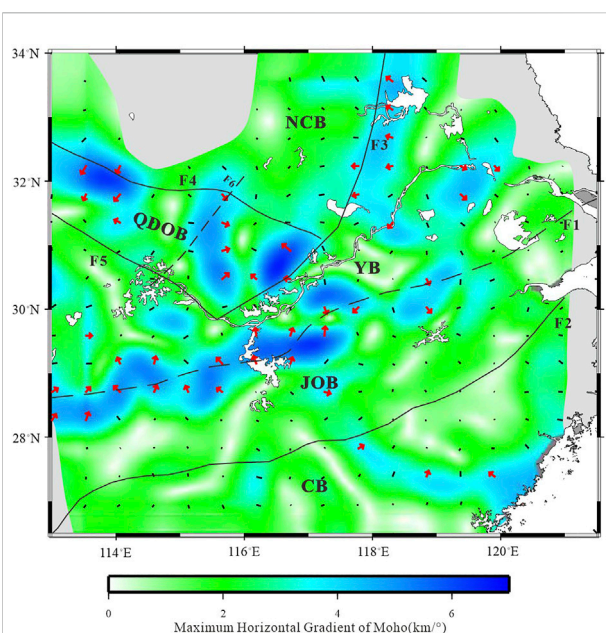 34°N
NCB
F3
32°N
F4
F6
QDOB
F1
F5
YB
30°N
F2
JOB
28°N
CB
114°E 116°E 118°E 120°E
0 2 4 6
Maximum Horizontal Gradient of Moho(km/°)